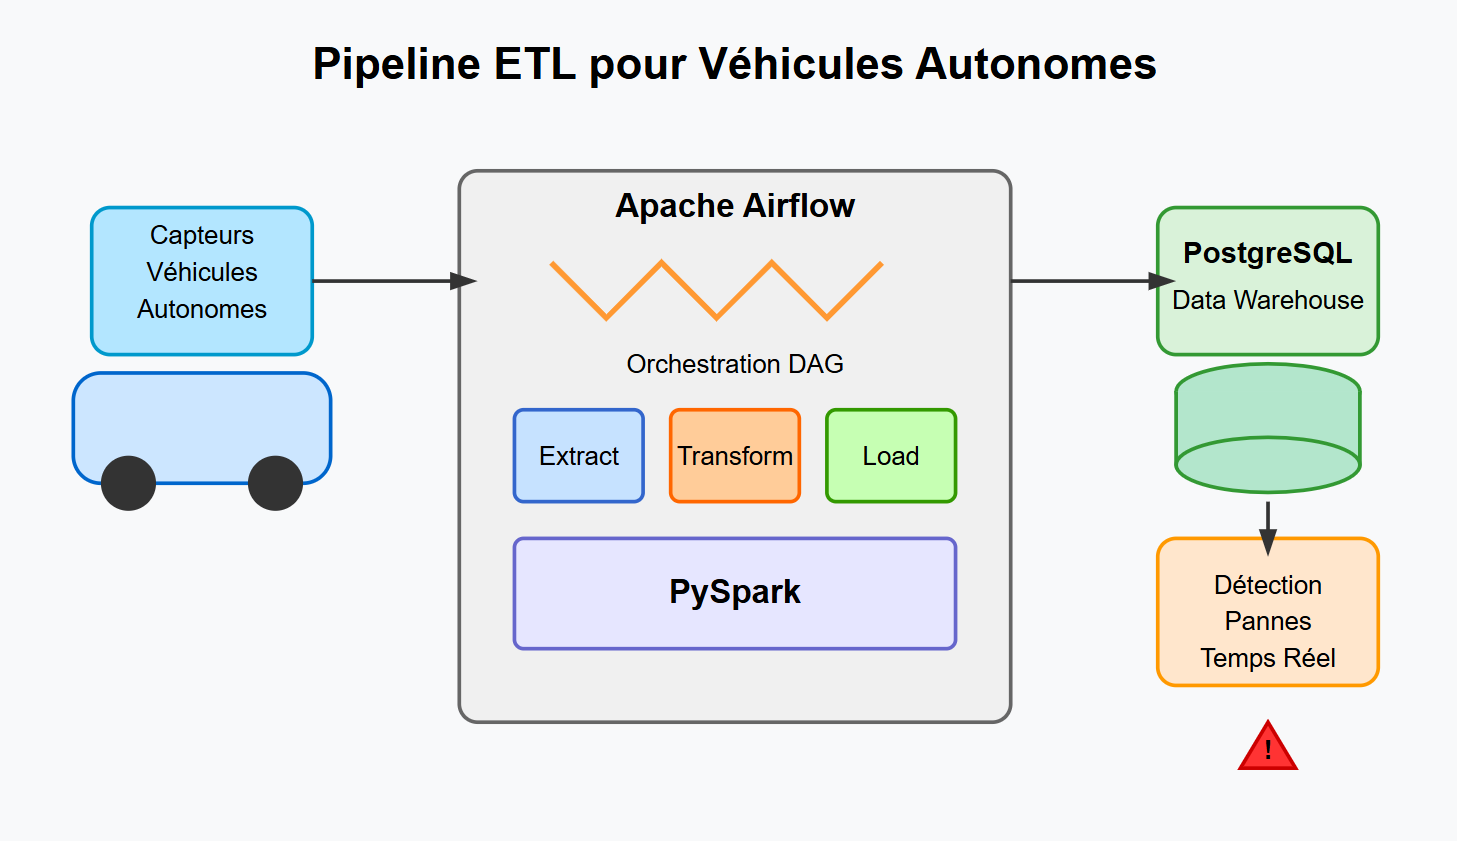 Pipeline ETL pour Véhicules Autonomes
Capteurs
Véhicules
Autonomes
Apache Airflow
Orchestration DAG
Extract
Transform
Load
PySpark
PostgreSQL
Data Warehouse
Détection
Pannes
Temps Réel
!